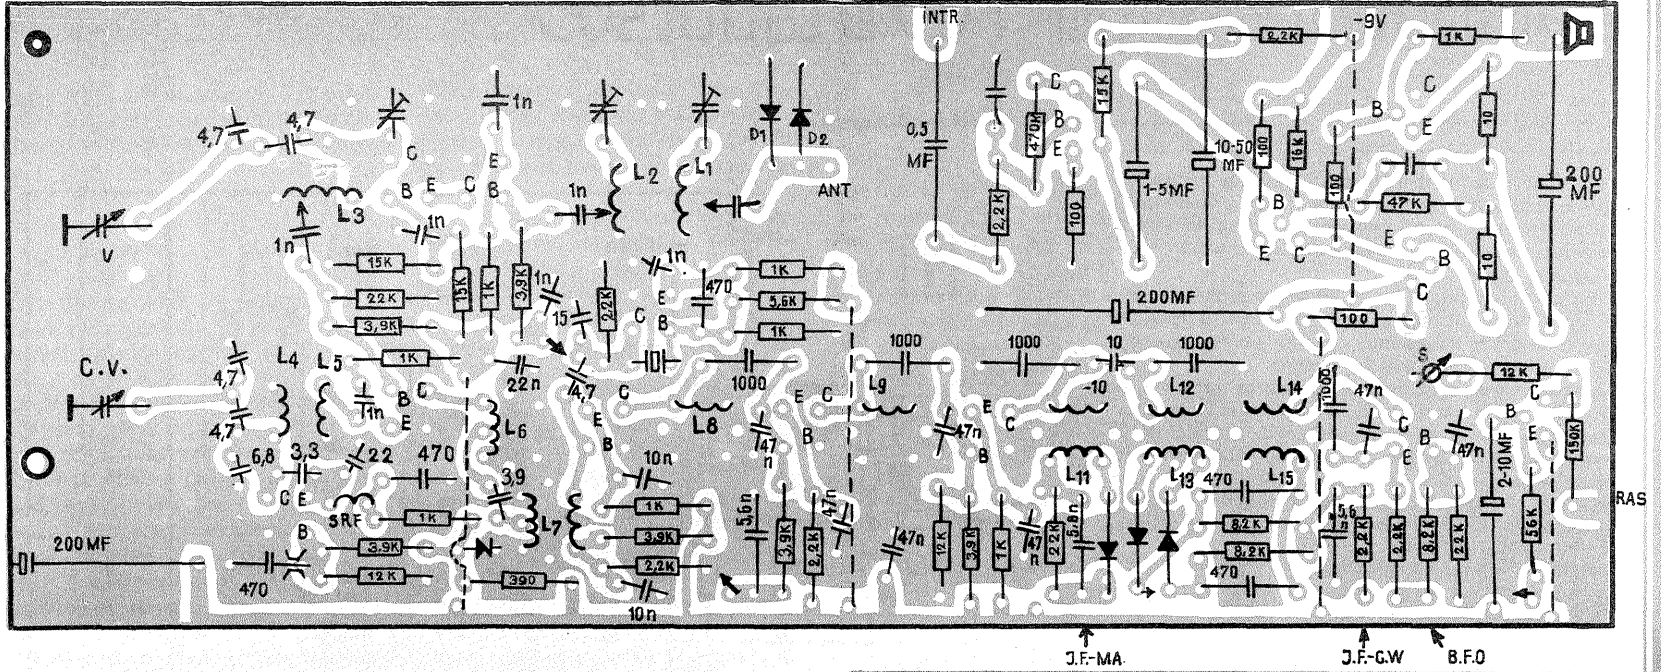 INTR.
-9V
2,2K
1K
1n
4,7
4,7
C
15K
470K
C
B
E
0,5
MF
D1
D2
10-50
MF
100
15K
B
C
E
10
1-5MF
200
MF
C
B
E
C
E
B
1n
L2
L1
ANT
L3
1n
V
1n
2,2K
100
100
47K
B
E
C
E
B
C
10
15K
22K
3,9K
1K
15K
1K
3,9K
1n
15
2,2K
1n
470
E
C
B
1K
5,6K
1K
200MF
100
C.V.
L4
L5
4,7
4,7
1n
C
B
E
22n
4,7
1000
1000
1000
10
1000
L6
C
E
B
L8
47
n
E
C
B
L9
47n
E
C
B
-10
L12
L14
1000
47n
S
12K
C
B
E
C
B
E
47n
2-10MF
150K
RAS
6,8
3,3
22
470
C
E
B
SRF
3,9
L7
10n
L11
L13
470
L15
1K
3,9K
12K
1K
3,9K
2,2K
5,6n
3,9K
2,2K
47n
47n
12K
3,9K
1K
47
n
2,2K
5,6n
8,2K
8,2K
5,6
n
2,2K
2,2K
8,2K
22K
56K
200MF
470
390
10n
470
J.F.-MA.
J.F.-C.W
B.F.O